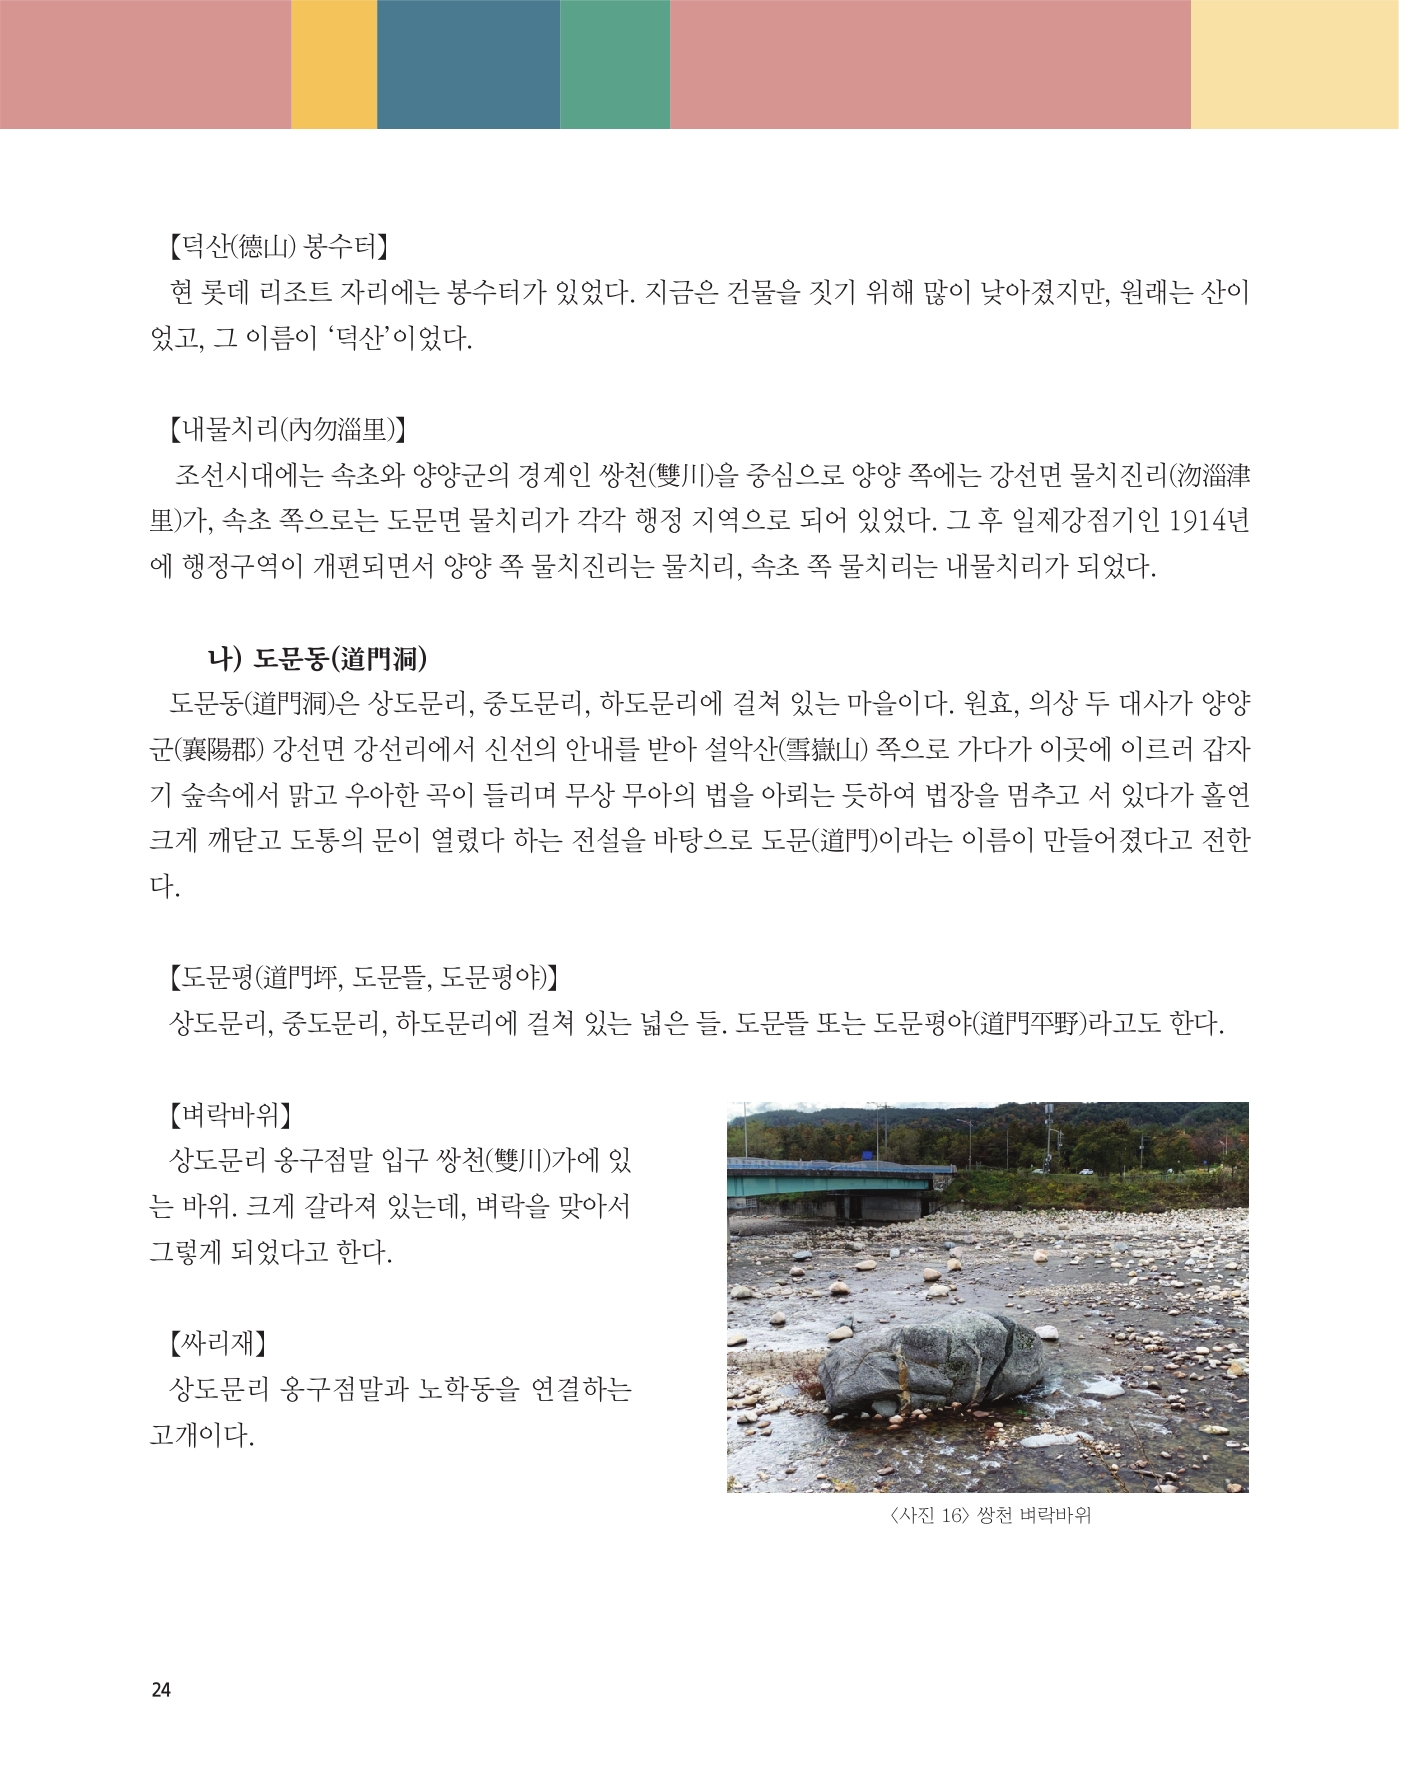 【덕산(德山) 봉수터】
현 롯데 리조트 자리에는 봉수터가 있었다. 지금은 건물을 짓기 위해 많이 낮아졌지만, 원래는 산이
었고, 그 이름이 ‘덕산’이었다.
【내물치리(內勿淄里)】
조선시대에는 속초와 양양군의 경계인 쌍천(雙川)을 중심으로 양양 쪽에는 강선면 물치진리(沕淄津
里)가, 속초 쪽으로는 도문면 물치리가 각각 행정 지역으로 되어 있었다. 그 후 일제강점기인 1914년
에 행정구역이 개편되면서 양양 쪽 물치진리는 물치리, 속초 쪽 물치리는 내물치리가 되었다.
나) 도문동(道門洞)
도문동(道門洞)은 상도문리, 중도문리, 하도문리에 걸쳐 있는 마을이다. 원효, 의상 두 대사가 양양
군(襄陽郡) 강선면 강선리에서 신선의 안내를 받아 설악산(雪嶽山) 쪽으로 가다가 이곳에 이르러 갑자
기 숲속에서 맑고 우아한 곡이 들리며 무상 무아의 법을 아뢰는 듯하여 법장을 멈추고 서 있다가 홀연
크게 깨닫고 도통의 문이 열렸다 하는 전설을 바탕으로 도문(道門)이라는 이름이 만들어졌다고 전한
다.
【도문평(道門坪, 도문뜰, 도문평야)】
상도문리, 중도문리, 하도문리에 걸쳐 있는 넓은 들. 도문뜰 또는 도문평야(道門平野)라고도 한다.
【벼락바위】
상도문리 옹구점말 입구 쌍천(雙川)가에 있
는 바위. 크게 갈라져 있는데, 벼락을 맞아서
그렇게 되었다고 한다.
【싸리재】
상도문리 옹구점말과 노학동을 연결하는
고개이다.
〈사진 16〉 쌍천 벼락바위
24